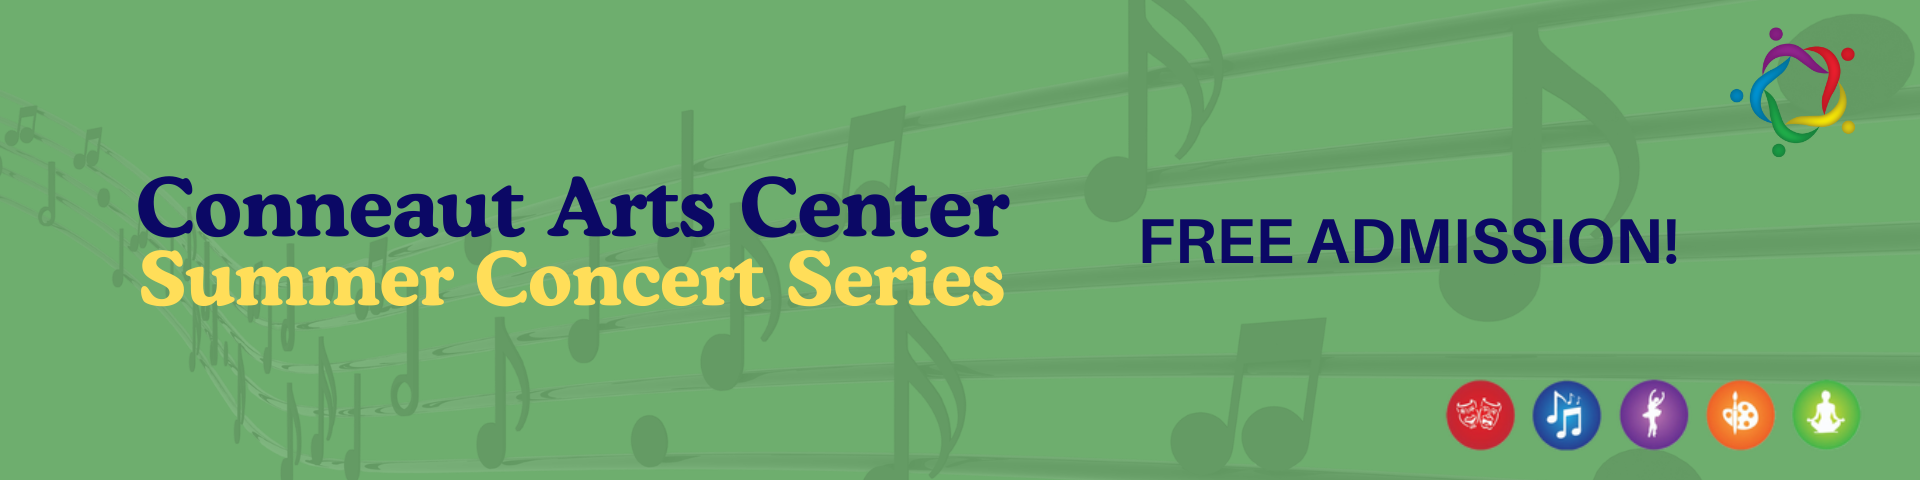 Conneaut Arts Center
Summer Concert Series
FREE ADMISSION!